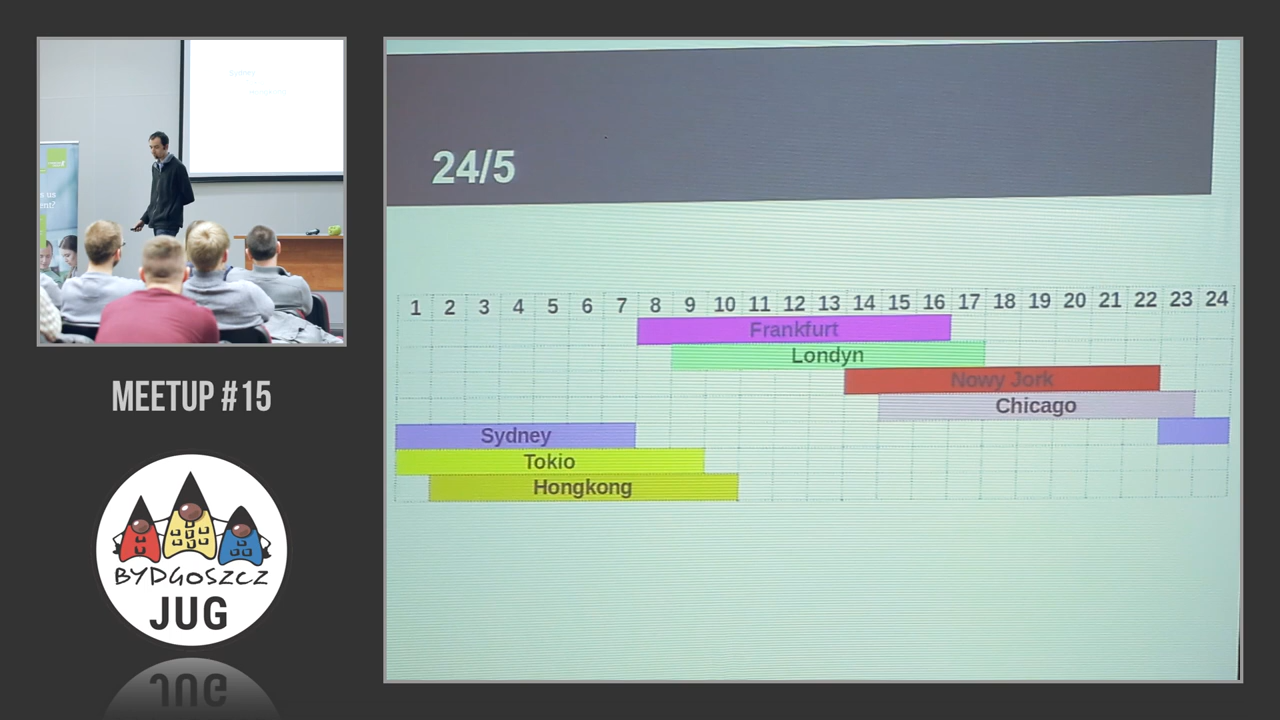 s us
ent?
MEETUP #15
BYDGOSZCZ
JUG
24/5
1 2 3 4 5 6 7 8 9 10 11 12 13 14 15 16 17 18 19 20 21 22 23 24
Frankfurt
Londyn
Nowy Jork
Chicago
Sydney
Tokio
Hongkong